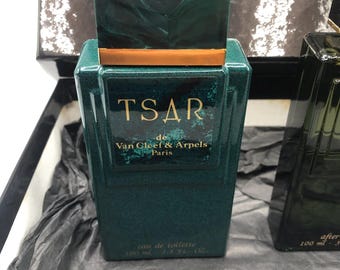 TSAR
de
Van Cleef & Arpels
Paris
eau de toilette
100 ml
after
100 ml